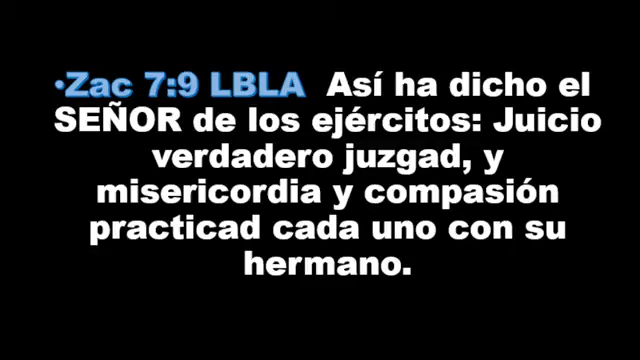 •Zac 7:9 LBLA Así ha dicho el
SEÑOR de los ejércitos: Juicio
verdadero juzgad, y
misericordia y compasión
practicad cada uno con su
hermano.